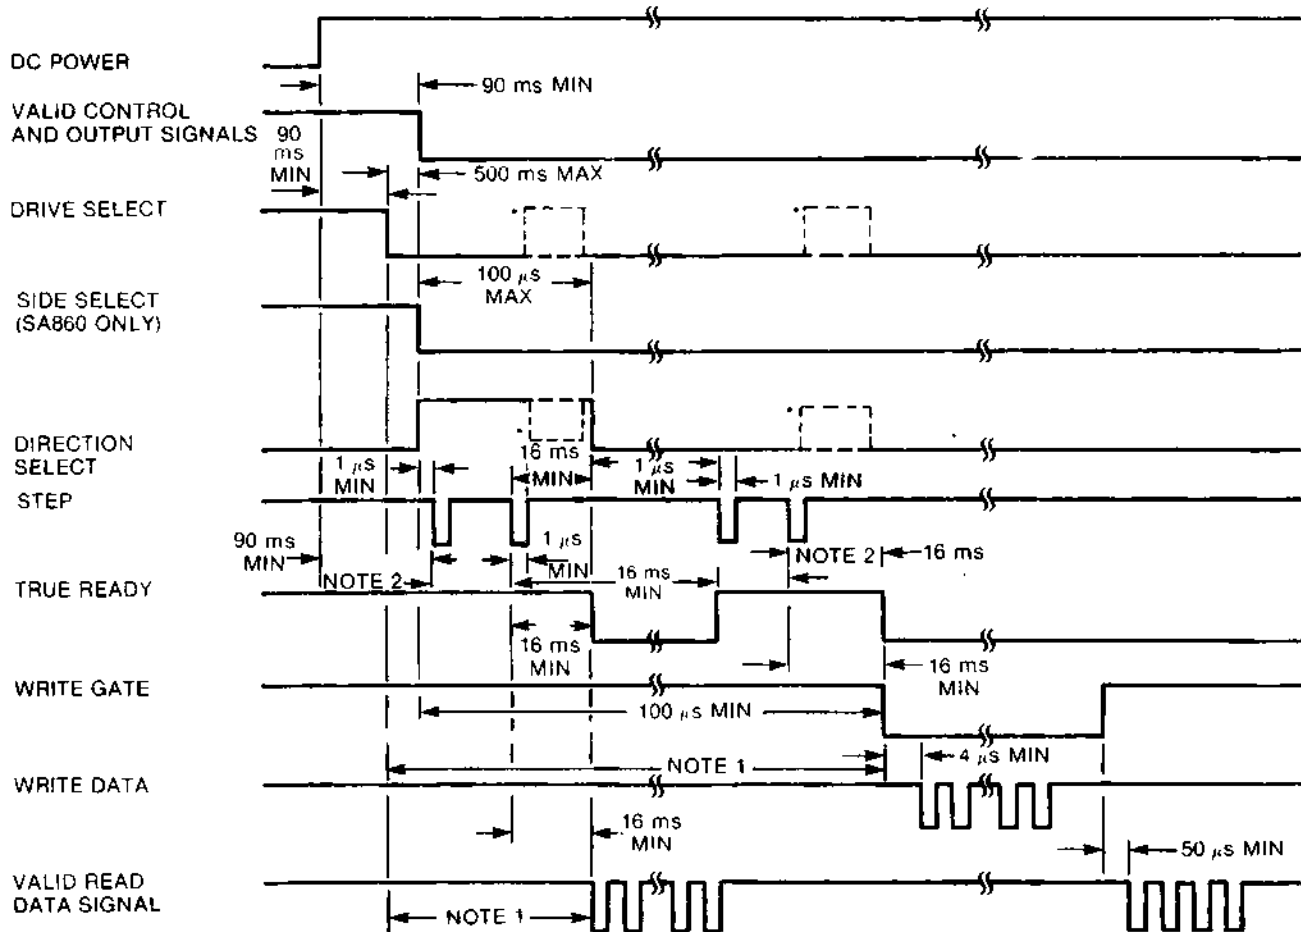 DC POWER
90 ms MIN
VALID CONTROL
AND OUTPUT SIGNALS
90
ms
MIN
500 ms MAX
DRIVE SELECT
100 μs
MAX
SIDE SELECT
(SA860 ONLY)
DIRECTION
SELECT
1 μs
MIN
16 ms
MIN
1 μs
MIN
1 μs MIN
STEP
90 ms
MIN
1 μs
MIN
NOTE 2
16 ms
NOTE 2
16 ms
MIN
TRUE READY
16 ms
MIN
16 ms
MIN
WRITE GATE
100 μs MIN
4 μs MIN
NOTE 1
WRITE DATA
16 ms
MIN
50 μs MIN
VALID READ
DATA SIGNAL
NOTE 1